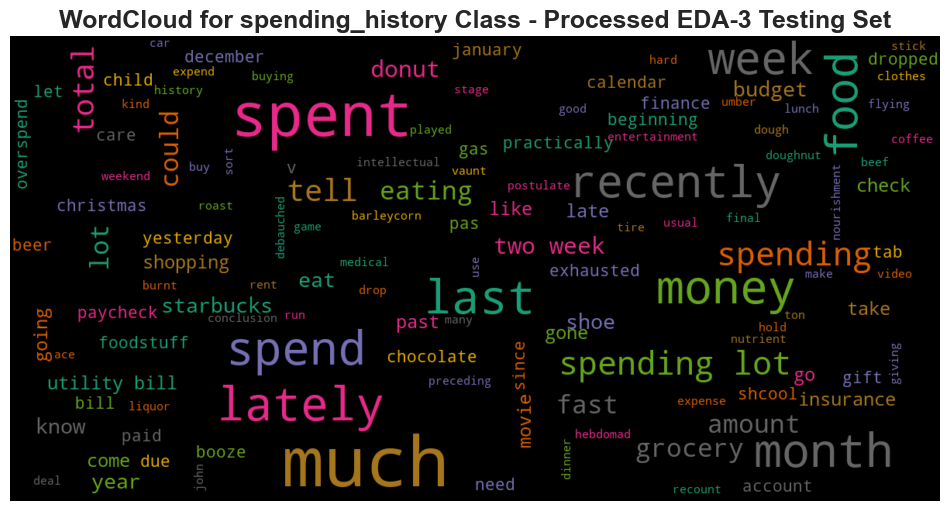 WordCloud for spending_history Class - Processed EDA-3 Testing Set
car
december
january
hard
stick
week
dropped
total
child
expend
buying
donut
stage
calendar
food
clothes
let
history
budget
kind
spent
good
finance
umber
lunch
flying
overspend
could
played
beginning
entertainment
dough
coffee
care
gas
practically
doughnut
beef
buy
sort
v
intellectual
vaunt
weekend
tell
eating
postulate
recently
nourishment
check
christmas
roast
debauched
game
barleycorn
pas
like
late
usual
final
tire
beer
lot
yesterday
two week
spending
tab
shopping
medical
use
exhausted
make
video
burnt
rent
eat
last
money
ton
starbucks
drop
paycheck
conclusion
run
past
many
shoe
hold
take
going
gone
nutrient
ace
foodstuff
spend
chocolate
since
movie
spending lot
giving
utility bill
preceding
go
gift
bill
liquor
lately
fast
expense
shcool
insurance
know
paid
hebdomad
amount
come
due
booze
much
dinner
grocery
month
year
john
need
deal
recount
account